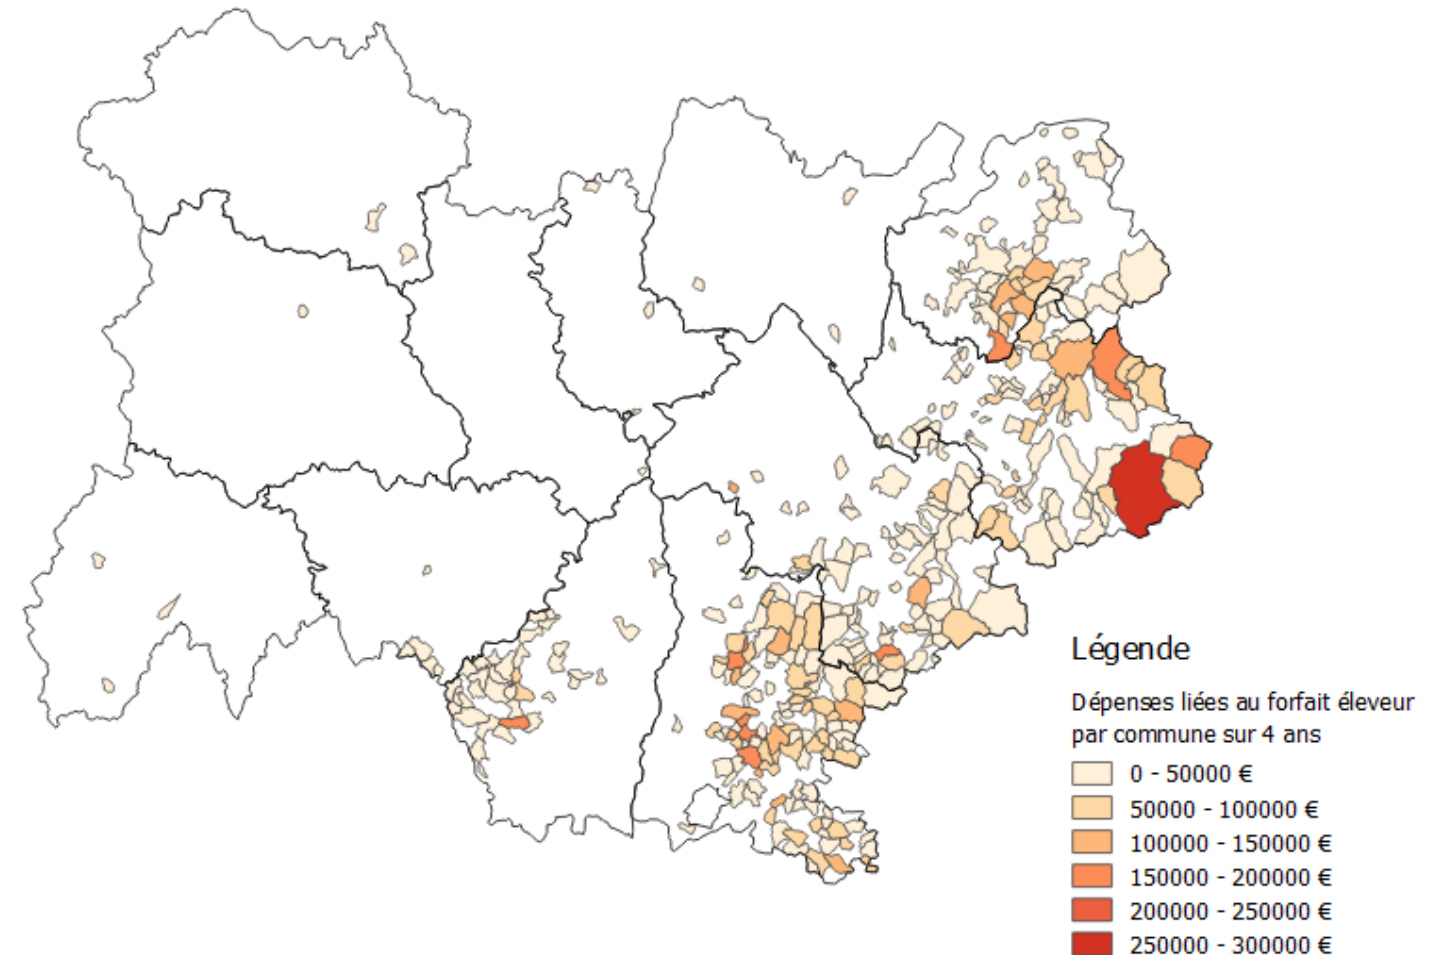 Légende
Dépenses liées au forfait éleveur
par commune sur 4 ans
0 - 50000 €
50000 - 100000 €
100000 - 150000 €
150000 - 200000 €
200000 - 250000 €
250000 - 300000 €